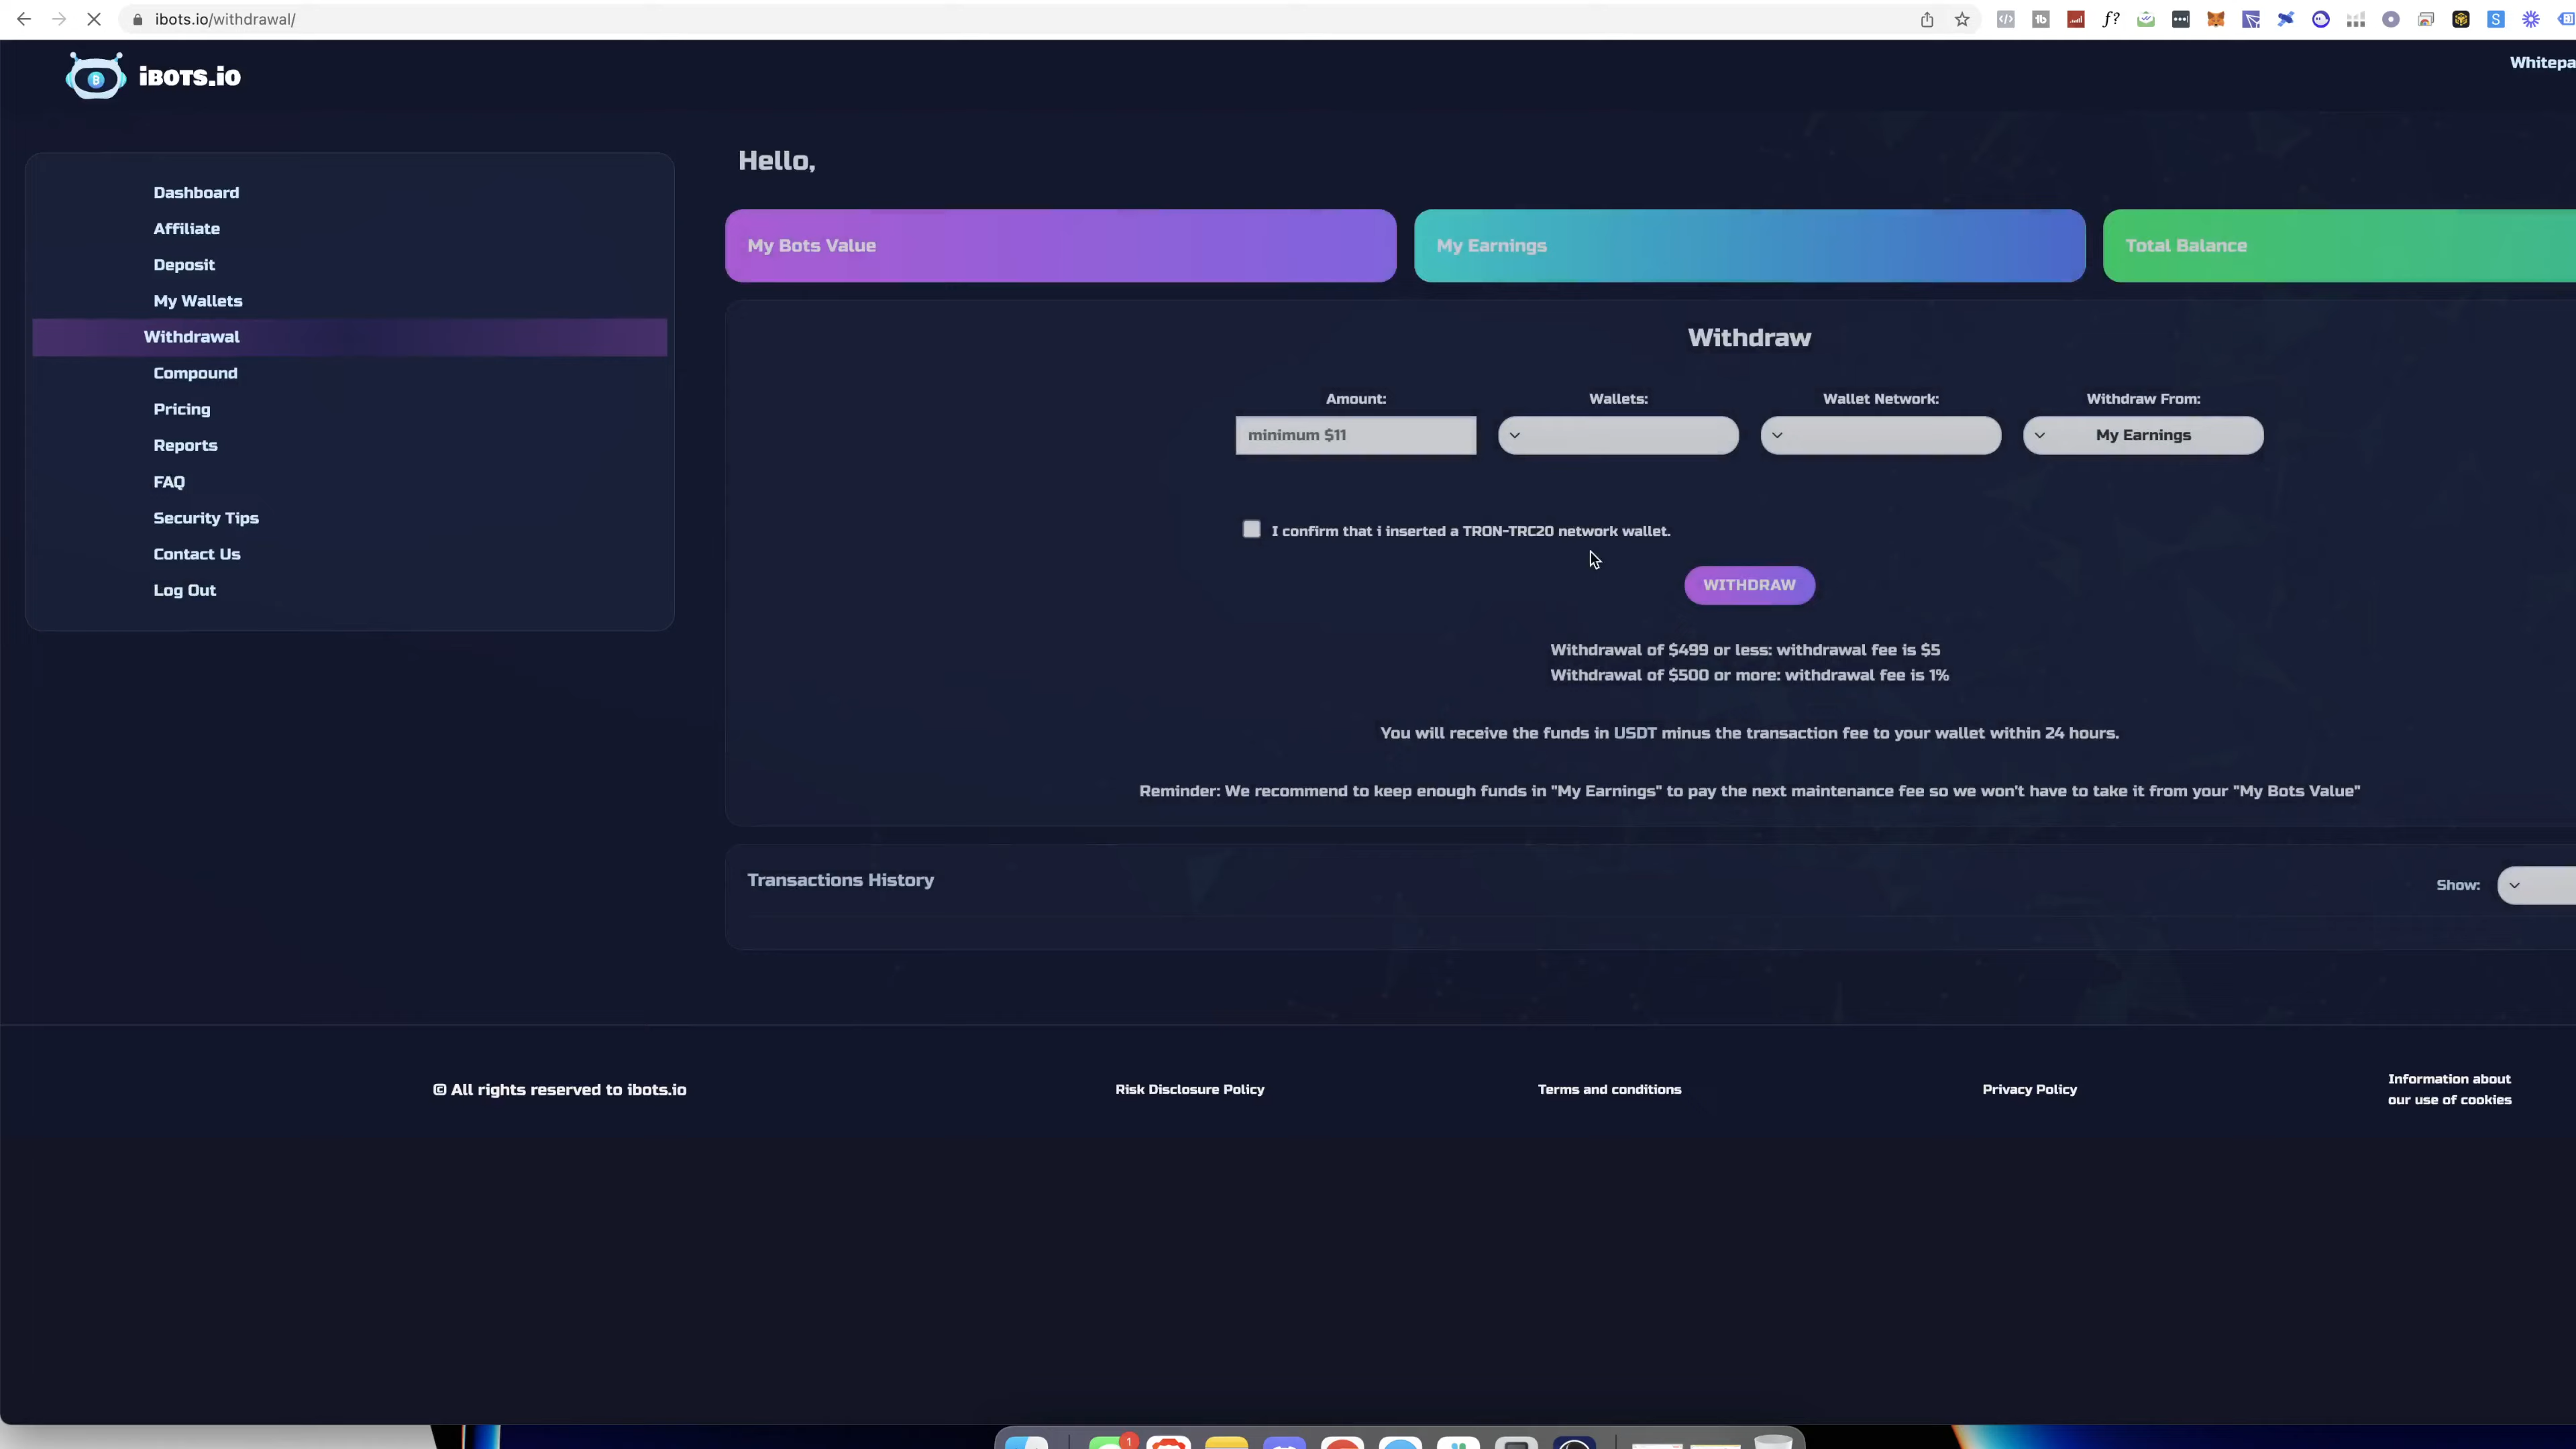 ibots.io/withdrawal/
iBOTS.iO
Whitepa
Dashboard
Affiliate
Deposit
My Wallets
Withdrawal
Compound
Pricing
Reports
FAQ
Security Tips
Contact Us
Log Out
Hello,
My Bots Value
My Earnings
Total Balance
Withdraw
Amount:
Wallets:
Wallet Network:
Withdraw From:
minimum $11
My Earnings
I confirm that i inserted a TRON-TRC20 network wallet.
WITHDRAW
Withdrawal of $499 or less: withdrawal fee is $5
Withdrawal of $500 or more: withdrawal fee is 1%
You will receive the funds in USDT minus the transaction fee to your wallet within 24 hours.
Reminder: We recommend to keep enough funds in "My Earnings" to pay the next maintenance fee so we won't have to take it from your "My Bots Value"
Transactions History
Show:
© All rights reserved to ibots.io
Risk Disclosure Policy
Terms and conditions
Privacy Policy
Information about
our use of cookies
1